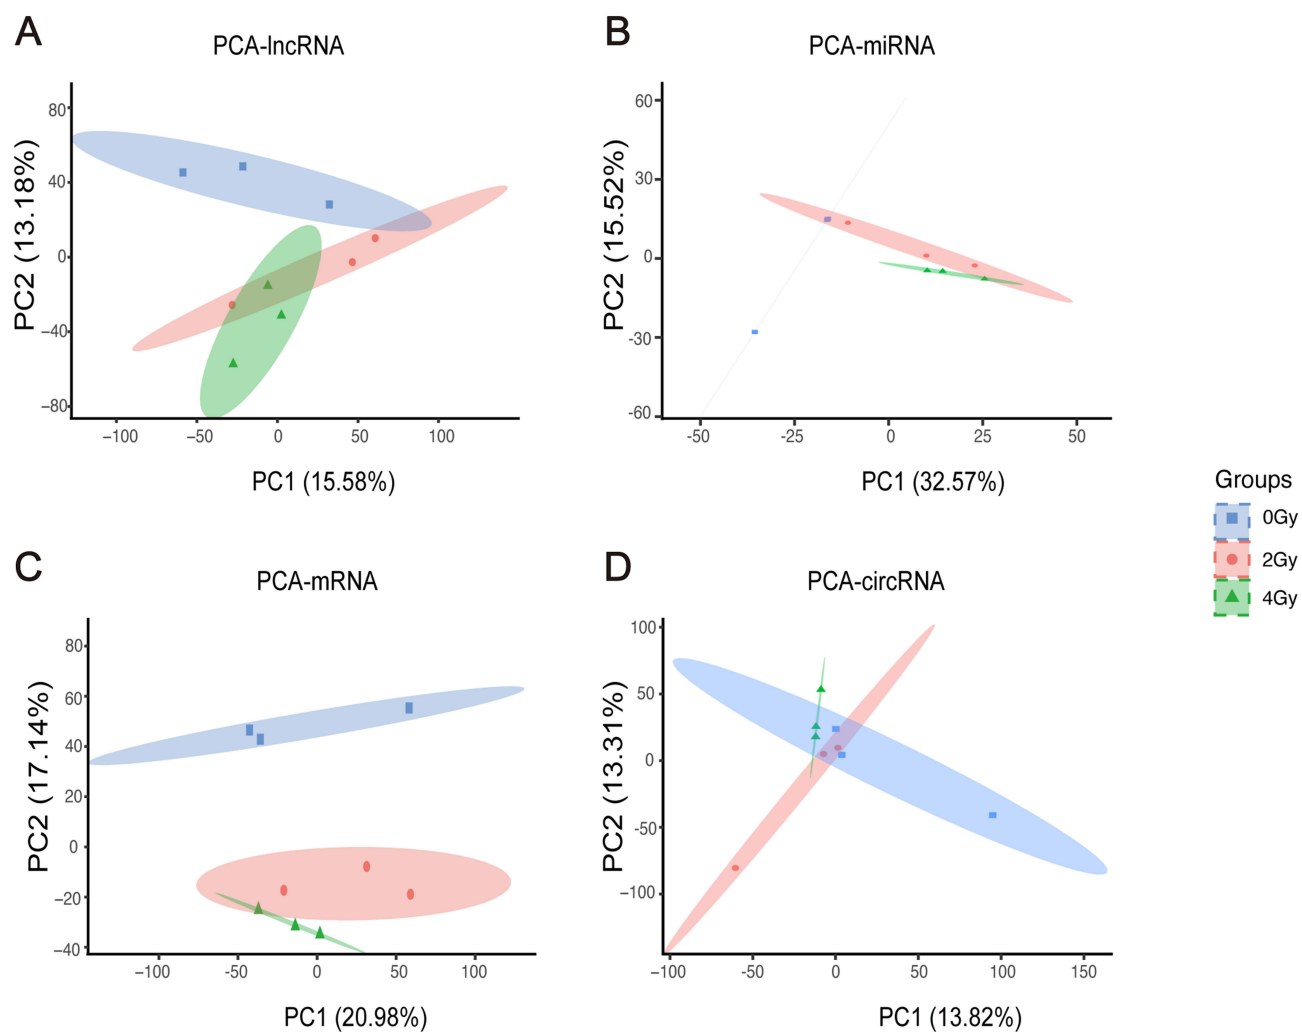 A
PCA-lncRNA
PC2 (13.18%)
80
40
0
−40
−80
−100
−50
0
50
100
PC1 (15.58%)
B
PCA-miRNA
PC2 (15.52%)
60
30
0
-30
-60
-50
-25
0
25
50
PC1 (32.57%)
Groups
0Gy
2Gy
4Gy
C
PCA-mRNA
PC2 (17.14%)
80
60
40
20
0
−20
−40
−100
−50
0
50
100
PC1 (20.98%)
D
PCA-circRNA
PC2 (13.31%)
100
50
0
-50
−100
−100
-50
0
50
100
150
PC1 (13.82%)